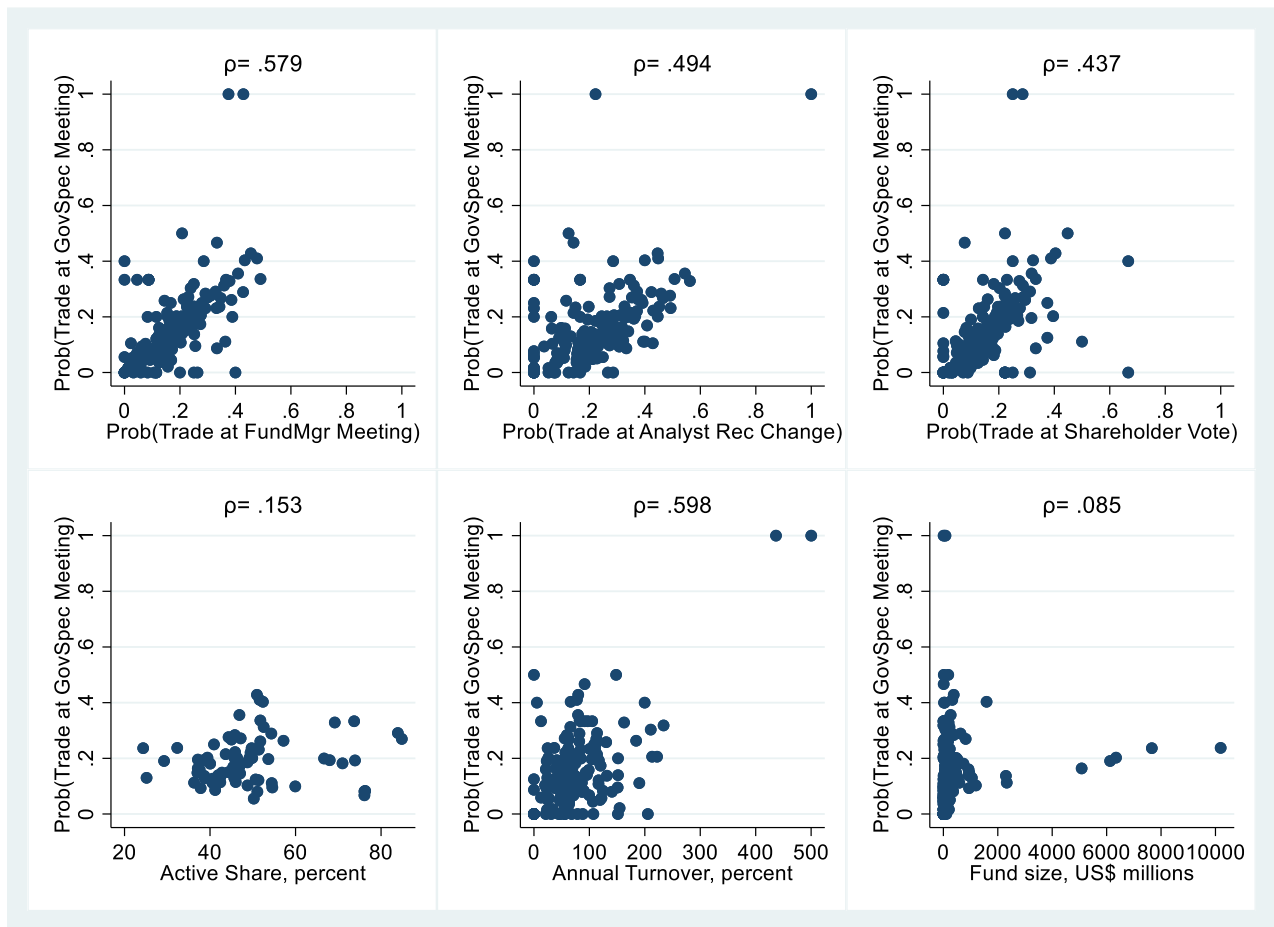 ρ= .579
Prob(Trade at GovSpec Meeting)
1
.8
.6
.4
.2
0
0 .2 .4 .6 .8 1
Prob(Trade at FundMgr Meeting)
ρ= .494
Prob(Trade at GovSpec Meeting)
1
.8
.6
.4
.2
0
0 .2 .4 .6 .8 1
Prob(Trade at Analyst Rec Change)
ρ= .437
Prob(Trade at GovSpec Meeting)
1
.8
.6
.4
.2
0
0 .2 .4 .6 .8 1
Prob(Trade at Shareholder Vote)
ρ= .153
Prob(Trade at GovSpec Meeting)
1
.8
.6
.4
.2
0
20 40 60 80
Active Share, percent
ρ= .598
Prob(Trade at GovSpec Meeting)
1
.8
.6
.4
.2
0
0 100 200 300 400 500
Annual Turnover, percent
ρ= .085
Prob(Trade at GovSpec Meeting)
1
.8
.6
.4
.2
0
0 2000 4000 6000 8000 10000
Fund size, US$ millions